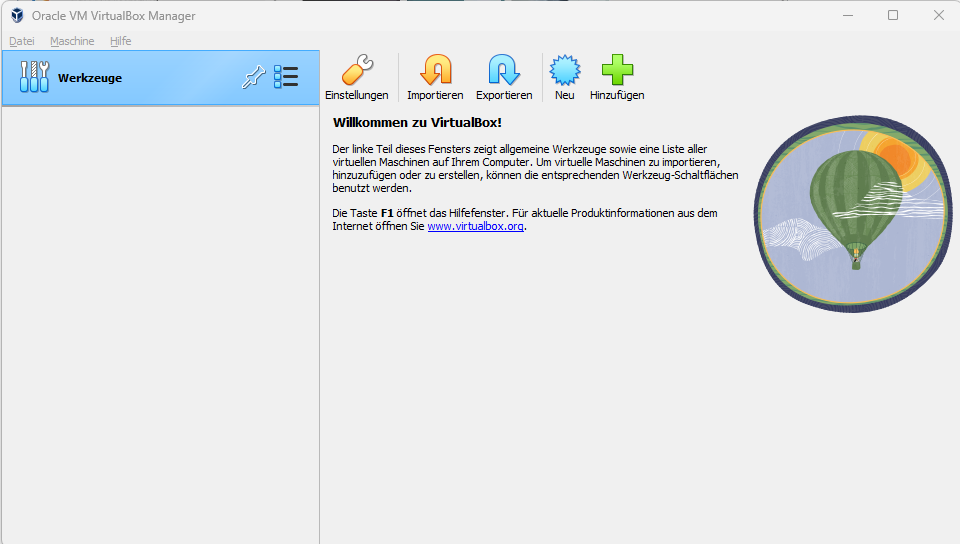 Oracle VM VirtualBox Manager
Datei Maschine Hilfe
Werkzeuge
Einstellungen Importieren Exportieren Neu Hinzufügen
Willkommen zu VirtualBox!
Der linke Teil dieses Fensters zeigt allgemeine Werkzeuge sowie eine Liste aller
virtuellen Maschinen auf Ihrem Computer. Um virtuelle Maschinen zu importieren,
hinzuzufügen oder zu erstellen, können die entsprechenden Werkzeug-Schaltflächen
benutzt werden.
Die Taste F1 öffnet das Hilfefenster. Für aktuelle Produktinformationen aus dem
Internet öffnen Sie www.virtualbox.org.